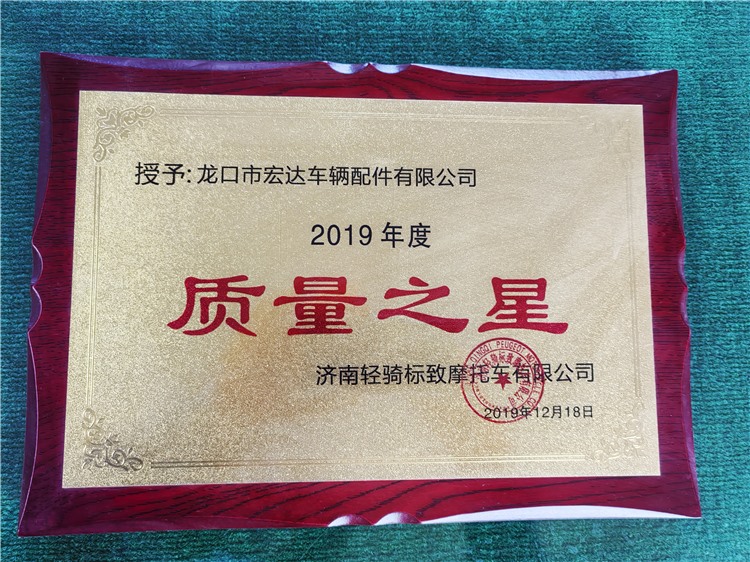 授予:龙口市宏达车辆配件有限公司
2019年度
质量之星
济南轻骑标致摩托车有限公司
2019年12月18日